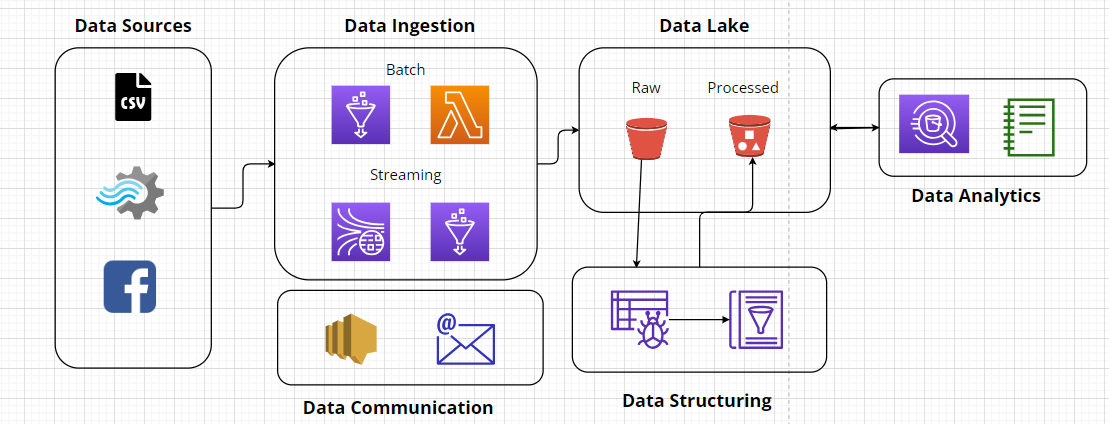 Data Sources
Data Ingestion
Data Lake
Batch
Raw
Processed
CSV
Streaming
Data Analytics
@
Data Communication
Data Structuring